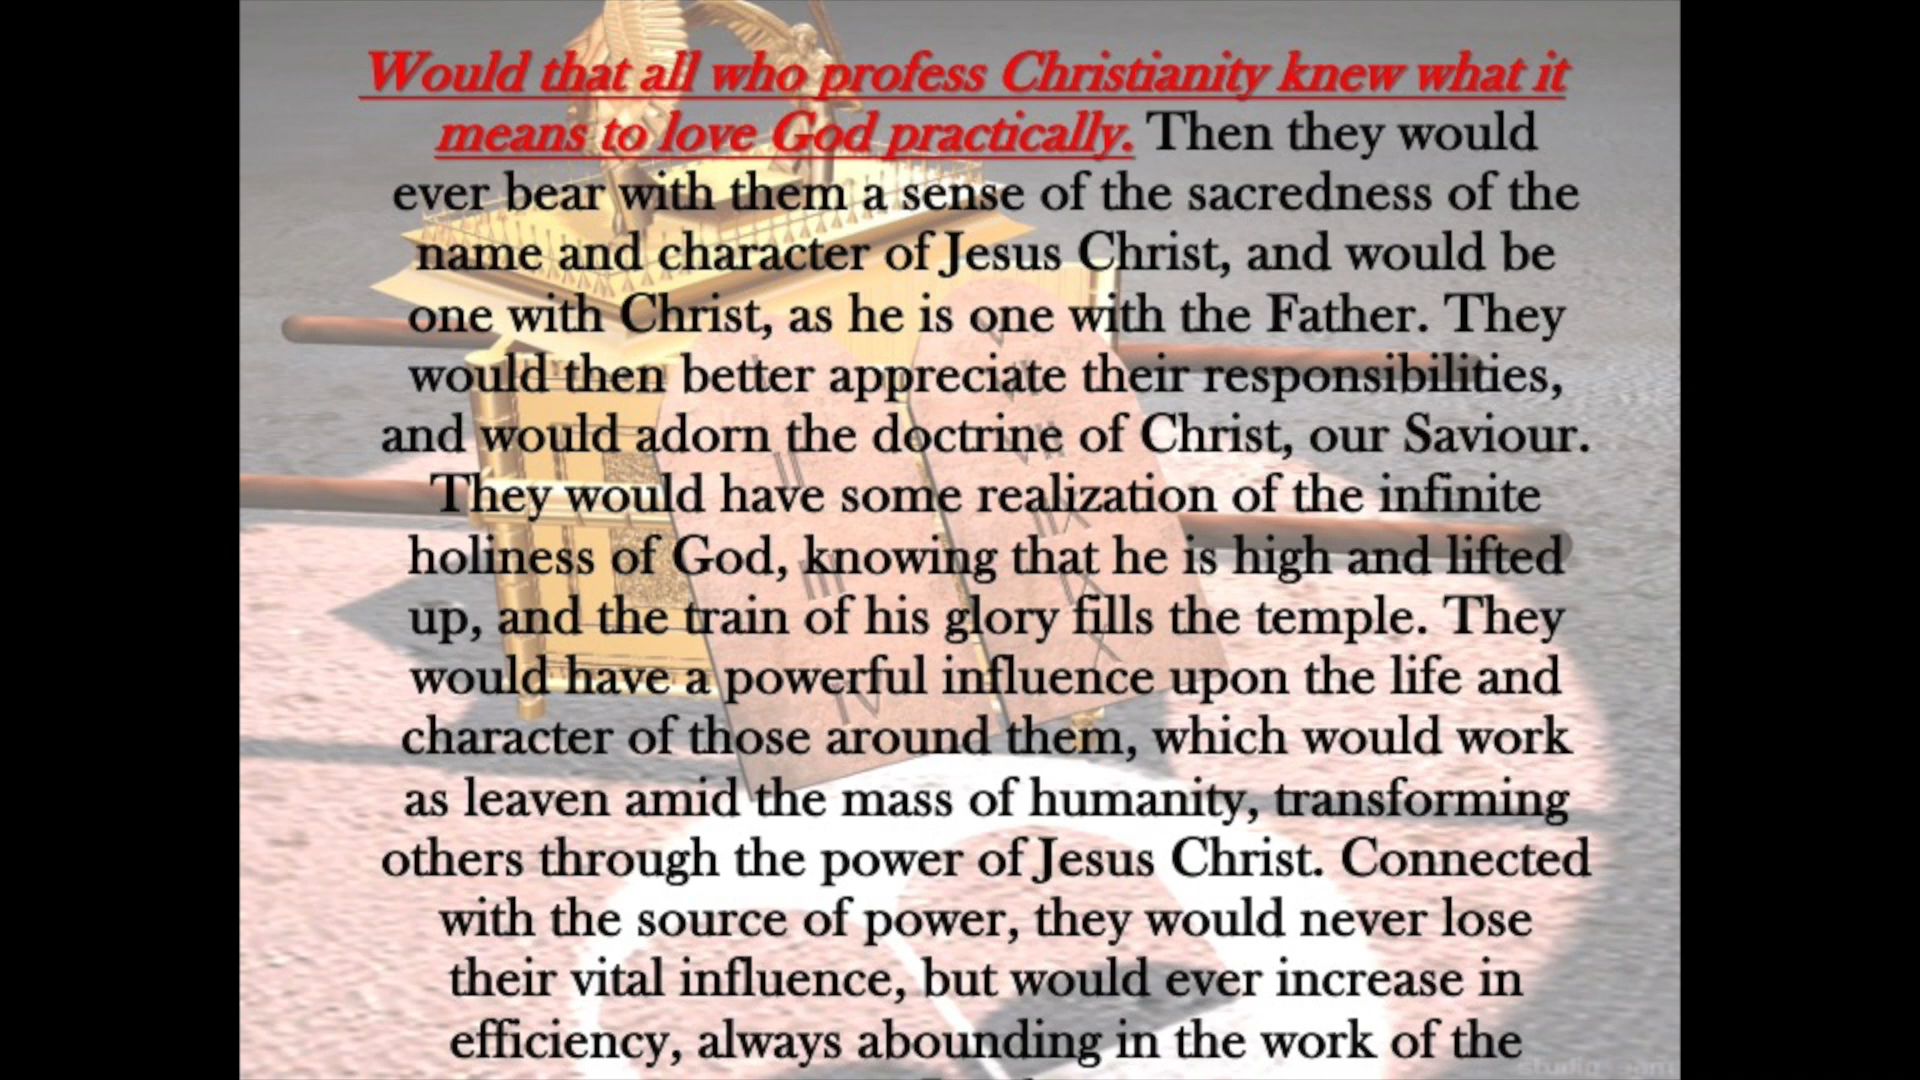 Would that all who profess Christianity knew what it
means to love God practically. Then they would
ever bear with them a sense of the sacredness of the
name and character of Jesus Christ, and would be
one with Christ, as he is one with the Father. They
would then better appreciate their responsibilities,
and would adorn the doctrine of Christ, our Saviour.
They would have some realization of the infinite
holiness of God, knowing that he is high and lifted
up, and the train of his glory fills the temple. They
would have a powerful influence upon the life and
character of those around them, which would work
as leaven amid the mass of humanity, transforming
others through the power of Jesus Christ. Connected
with the source of power, they would never lose
their vital influence, but would ever increase in
efficiency, always abounding in the work of the